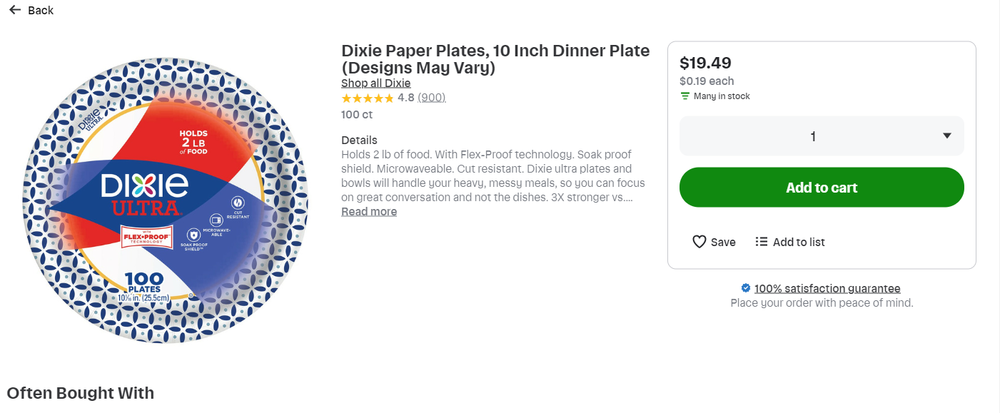 Back
Dixie Paper Plates, 10 Inch Dinner Plate
(Designs May Vary)
Shop all Dixie
4.8 (900)
100 ct
Details
Holds 2 lb of food. With Flex-Proof technology. Soak proof
shield. Microwaveable. Cut resistant. Dixie ultra plates and
bowls will handle your heavy, messy meals, so you can focus
on great conversation and not the dishes. 3X stronger vs....
Read more
DIXIE
ULTRA
HOLDS
2 LB
of FOOD
DIXIE
ULTRA
CUT
RESISTANT
MICROWAVE-
ABLE
SOAK PROOF
SHIELD™
WITH
FLEX•PROOF™
TECHNOLOGY
100
PLATES
10 1/16 in. (25.5cm)
$19.49
$0.19 each
Many in stock
1
Add to cart
Save
Add to list
100% satisfaction guarantee
Place your order with peace of mind.
Often Bought With